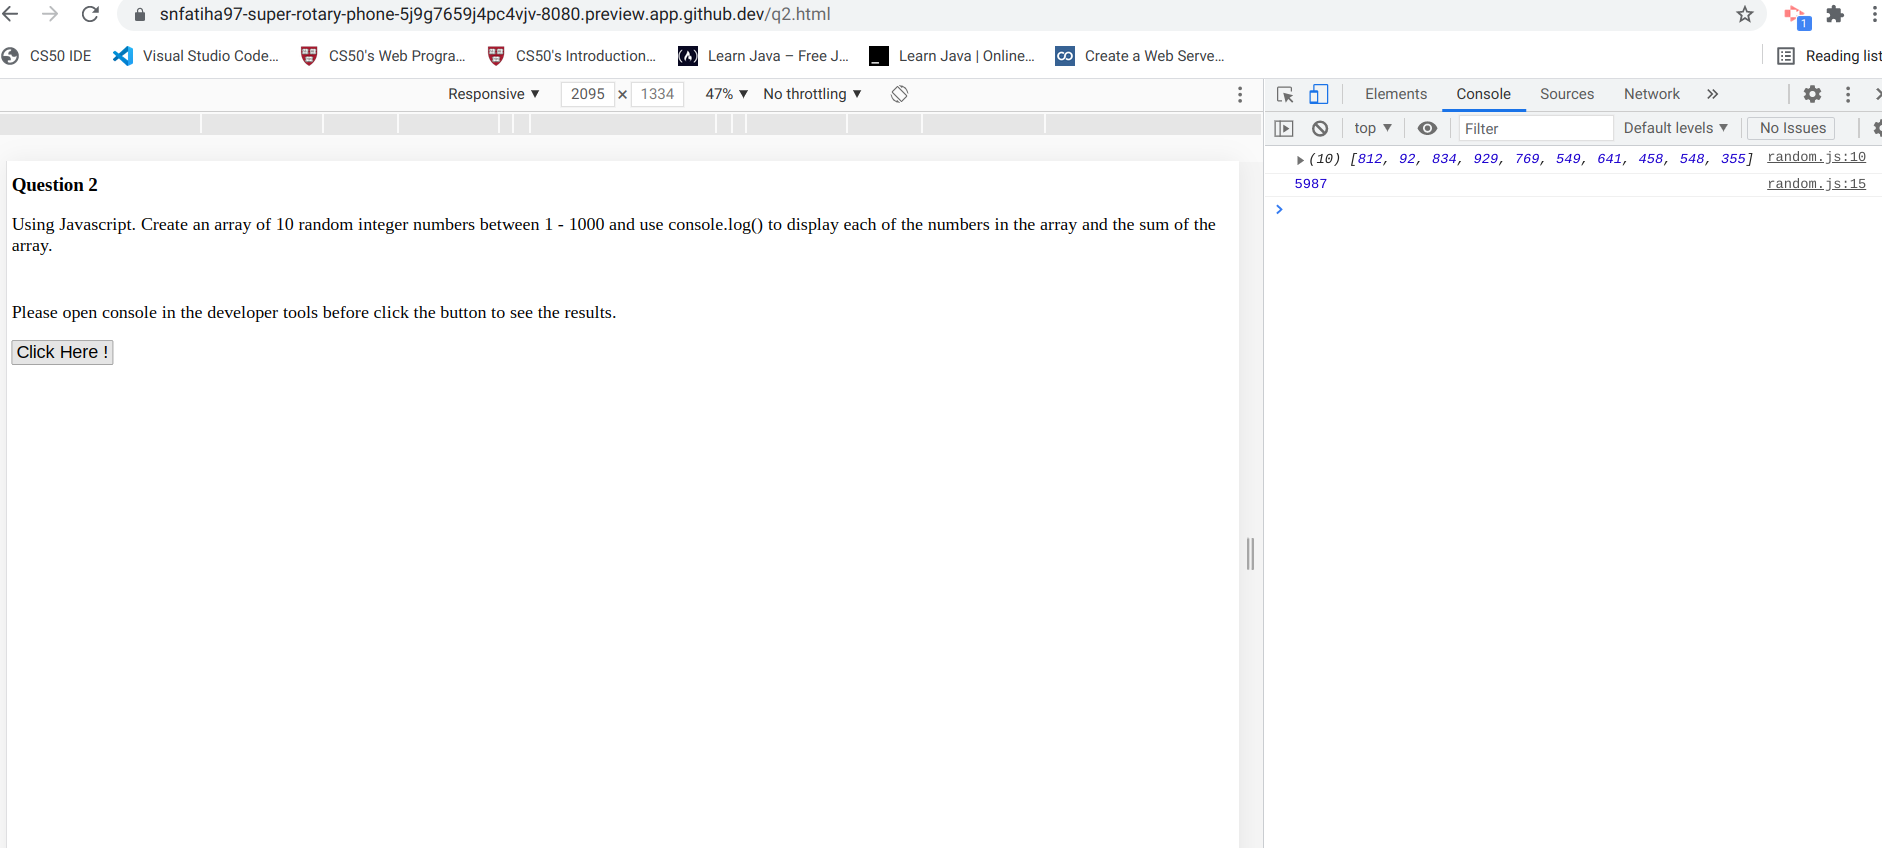 snfatiha97-super-rotary-phone-5j9g7659j4pc4vjv-8080.preview.app.github.dev/q2.html
1
CS50 IDE Visual Studio Code... CS50's Web Progra... CS50's Introduction... Learn Java – Free J... Learn Java | Online... Create a Web Serve... Reading list
Responsive ▼ 2095 × 1334 47% ▼ No throttling ▼
Elements Console Sources Network »
top ▼ Filter Default levels ▼ No Issues
▶ (10) [812, 92, 834, 929, 769, 549, 641, 458, 548, 355] random.js:10
5987 random.js:15
>
Question 2
Using Javascript. Create an array of 10 random integer numbers between 1 - 1000 and use console.log() to display each of the numbers in the array and the sum of the
array.
Please open console in the developer tools before click the button to see the results.
Click Here !